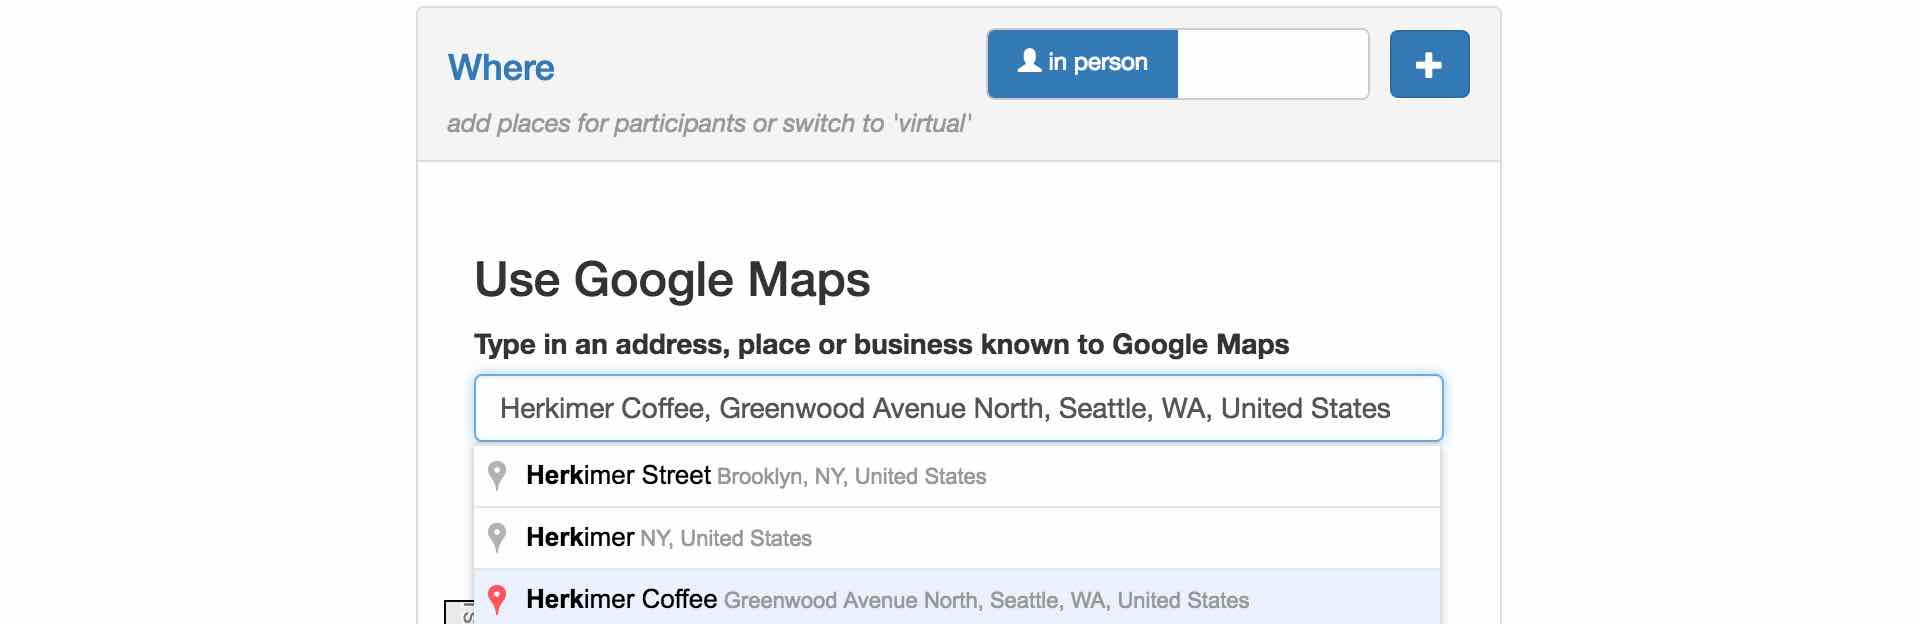 Where
in person
add places for participants or switch to 'virtual'
Use Google Maps
Type in an address, place or business known to Google Maps
Herkimer Coffee, Greenwood Avenue North, Seattle, WA, United States
Herkimer Street Brooklyn, NY, United States
Herkimer NY, United States
Herkimer Coffee Greenwood Avenue North, Seattle, WA, United States